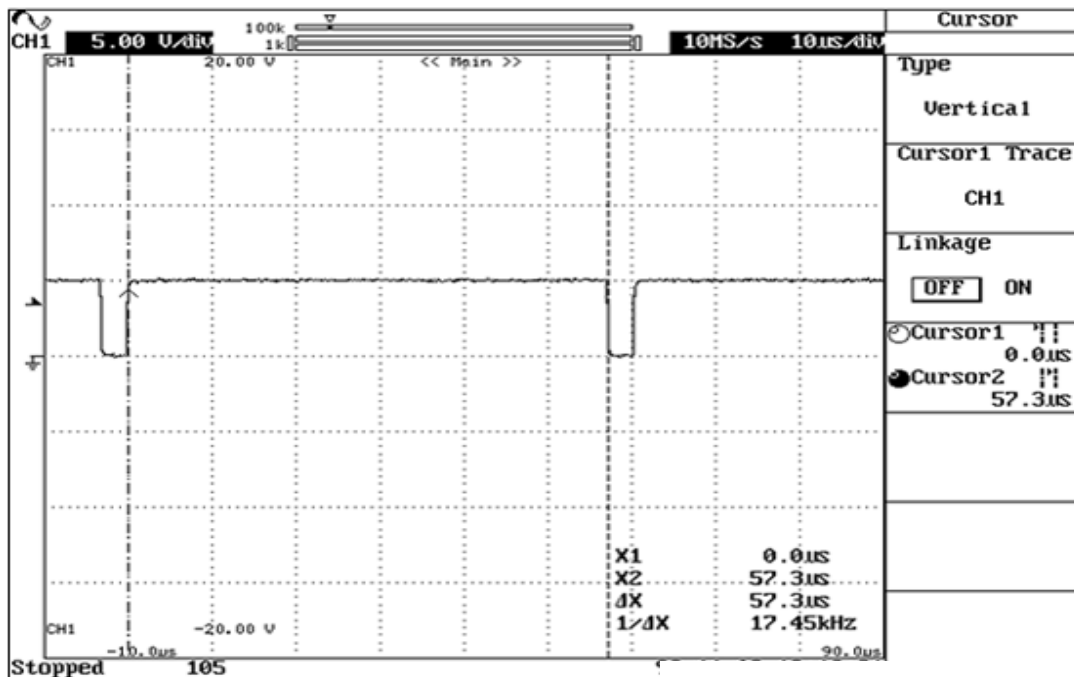 100k
Cursor
CH1 5.00 V/div 1k 10MS/s 10us/div
CH1 20.00 V << Main >>
Type
Vertical
Cursor1 Trace
CH1
Linkage
OFF ON
Cursor1
0.0us
Cursor2
57.3us
X1 0.0us
X2 57.3us
ΔX 57.3us
1/ΔX 17.45kHz
CH1 -20.00 V
-10.0us 90.0us
Stopped 105